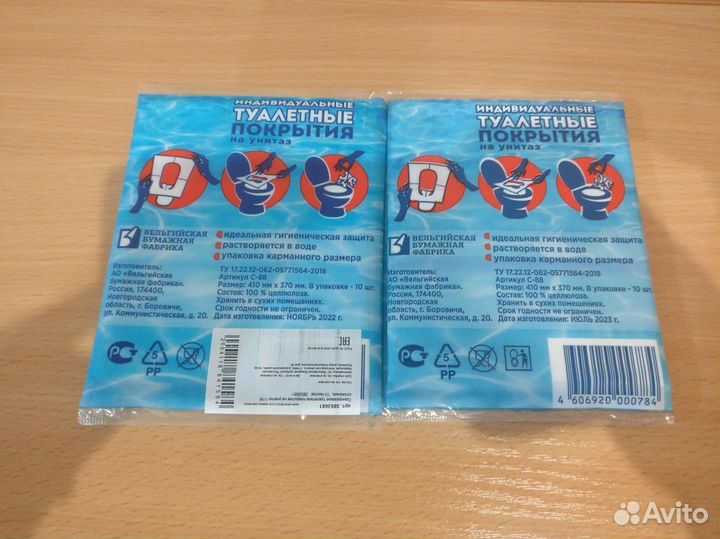 ИНДИВИДУАЛЬНЫЕ
ТУАЛЕТНЫЕ
ПОКРЫТИЯ
на унитаз
ВЕЛЬГИЙСКАЯ
БУМАЖНАЯ
ФАБРИКА
идеальная гигиеническая защита
растворяется в воде
упаковка карманного размера
Изготовитель:
АО «Вельгийская
бумажная фабрика».
Россия, 174400,
Новгородская
область, г. Боровичи,
ул. Коммунистическая, д. 20.
ТУ 17.22.12-062-05771564-2018
Артикул С-88
Размер: 410 мм х 370 мм. В упаковке - 10 шт.
Состав: 100 % целлюлоза.
Хранить в сухих помещениях.
Срок годности не ограничен.
Дата изготовления: НОЯБРЬ 2022 г.
РС
5
PP
EAC
арт. 3853681
ИНДИВИДУАЛЬНЫЕ
ТУАЛЕТНЫЕ
ПОКРЫТИЯ
на унитаз
ВЕЛЬГИЙСКАЯ
БУМАЖНАЯ
ФАБРИКА
идеальная гигиеническая защита
растворяется в воде
упаковка карманного размера
Изготовитель:
АО «Вельгийская
бумажная фабрика».
Россия, 174400,
Новгородская
область, г. Боровичи,
ул. Коммунистическая, д. 20.
ТУ 17.22.12-062-05771564-2018
Артикул С-88
Размер: 410 мм х 370 мм. В упаковке - 10 шт.
Состав: 100 % целлюлоза.
Хранить в сухих помещениях.
Срок годности не ограничен.
Дата изготовления: ИЮЛЬ 2023 г.
РС
5
PP
4 606920 000784
Avito